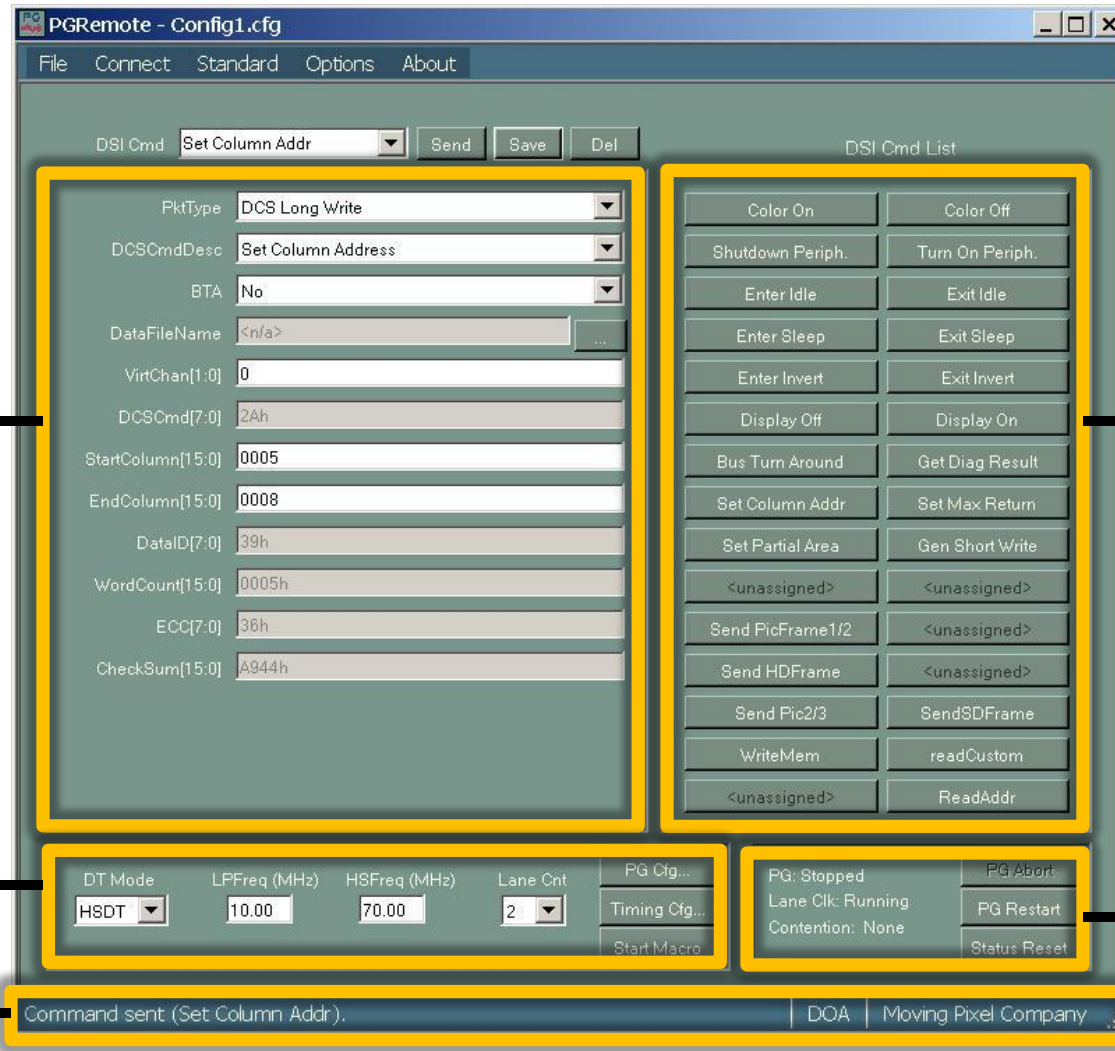 PGRemote - Config1.cfg
File Connect Standard Options About
DSI Cmd Set Column Addr Send Save Del
DSI Cmd List
PktType DCS Long Write
DCSCmdDesc Set Column Address
BTA No
DataFileName <n/a> ...
VirtChan[1:0] 0
DCSCmd[7:0] 2Ah
StartColumn[15:0] 0005
EndColumn[15:0] 0008
DataID[7:0] 39h
WordCount[15:0] 0005h
ECC[7:0] 36h
CheckSum[15:0] A944h
Color On Color Off
Shutdown Periph. Turn On Periph.
Enter Idle Exit Idle
Enter Sleep Exit Sleep
Enter Invert Exit Invert
Display Off Display On
Bus Turn Around Get Diag Result
Set Column Addr Set Max Return
Set Partial Area Gen Short Write
<unassigned> <unassigned>
Send PicFrame1/2 <unassigned>
Send HDFrame <unassigned>
Send Pic2/3 SendSDFrame
WriteMem readCustom
<unassigned> ReadAddr
DT Mode LPFreq (MHz) HSFreq (MHz) Lane Cnt
HSDT 10.00 70.00 2
PG Cfg...
Timing Cfg...
Start Macro
PG: Stopped
Lane Clk: Running
Contention: None
PG Abort
PG Restart
Status Reset
Command sent (Set Column Addr). DOA Moving Pixel Company